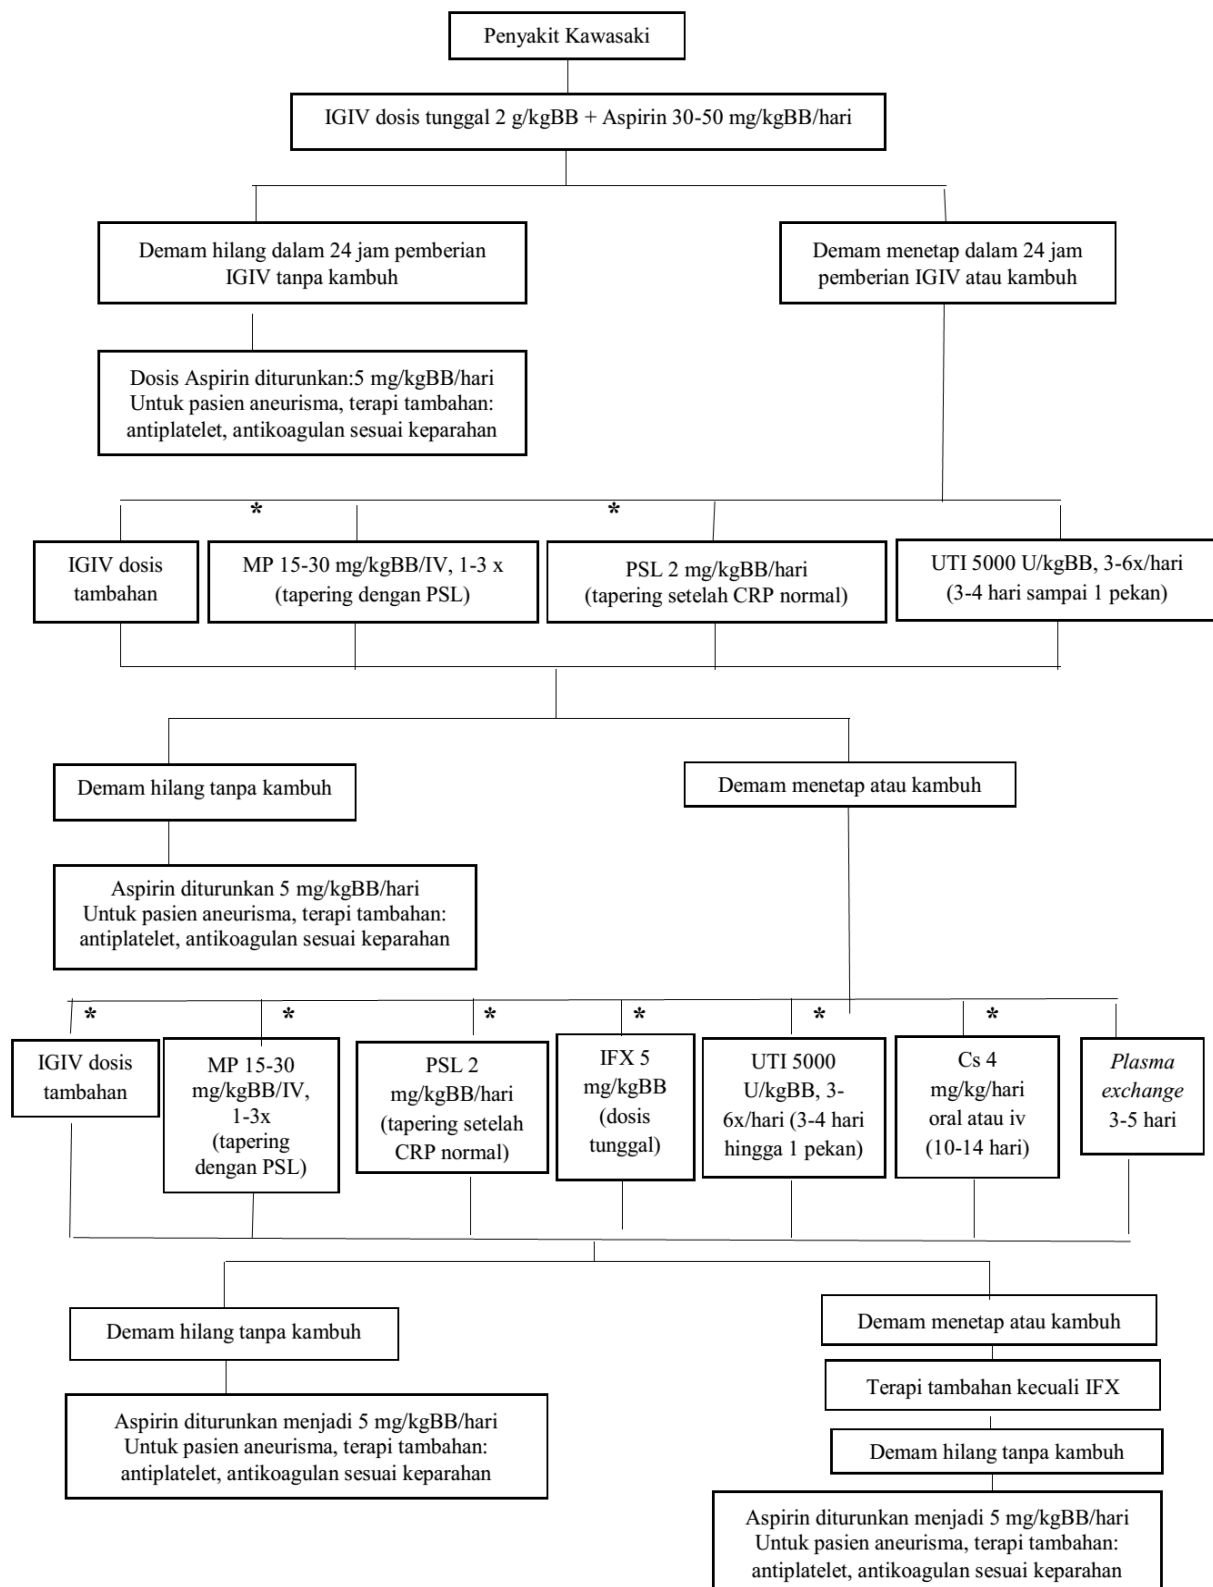 Penyakit Kawasaki
IGIV dosis tunggal 2 g/kgBB + Aspirin 30-50 mg/kgBB/hari
Demam hilang dalam 24 jam pemberian
IGIV tanpa kambuh
Demam menetap dalam 24 jam
pemberian IGIV atau kambuh
Dosis Aspirin diturunkan:5 mg/kgBB/hari
Untuk pasien aneurisma, terapi tambahan:
antiplatelet, antikoagulan sesuai keparahan
* *
IGIV dosis
tambahan
MP 15-30 mg/kgBB/IV, 1-3 x
(tapering dengan PSL)
PSL 2 mg/kgBB/hari
(tapering setelah CRP normal)
UTI 5000 U/kgBB, 3-6x/hari
(3-4 hari sampai 1 pekan)
Demam hilang tanpa kambuh
Demam menetap atau kambuh
Aspirin diturunkan 5 mg/kgBB/hari
Untuk pasien aneurisma, terapi tambahan:
antiplatelet, antikoagulan sesuai keparahan
* * * * * *
IGIV dosis
tambahan
MP 15-30
mg/kgBB/IV,
1-3x
(tapering
dengan PSL)
PSL 2
mg/kgBB/hari
(tapering setelah
CRP normal)
IFX 5
mg/kgBB
(dosis
tunggal)
UTI 5000
U/kgBB, 3-
6x/hari (3-4 hari
hingga 1 pekan)
Cs 4
mg/kg/hari
oral atau iv
(10-14 hari)
Plasma
exchange
3-5 hari
Demam hilang tanpa kambuh
Demam menetap atau kambuh
Terapi tambahan kecuali IFX
Aspirin diturunkan menjadi 5 mg/kgBB/hari
Untuk pasien aneurisma, terapi tambahan:
antiplatelet, antikoagulan sesuai keparahan
Demam hilang tanpa kambuh
Aspirin diturunkan menjadi 5 mg/kgBB/hari
Untuk pasien aneurisma, terapi tambahan:
antiplatelet, antikoagulan sesuai keparahan